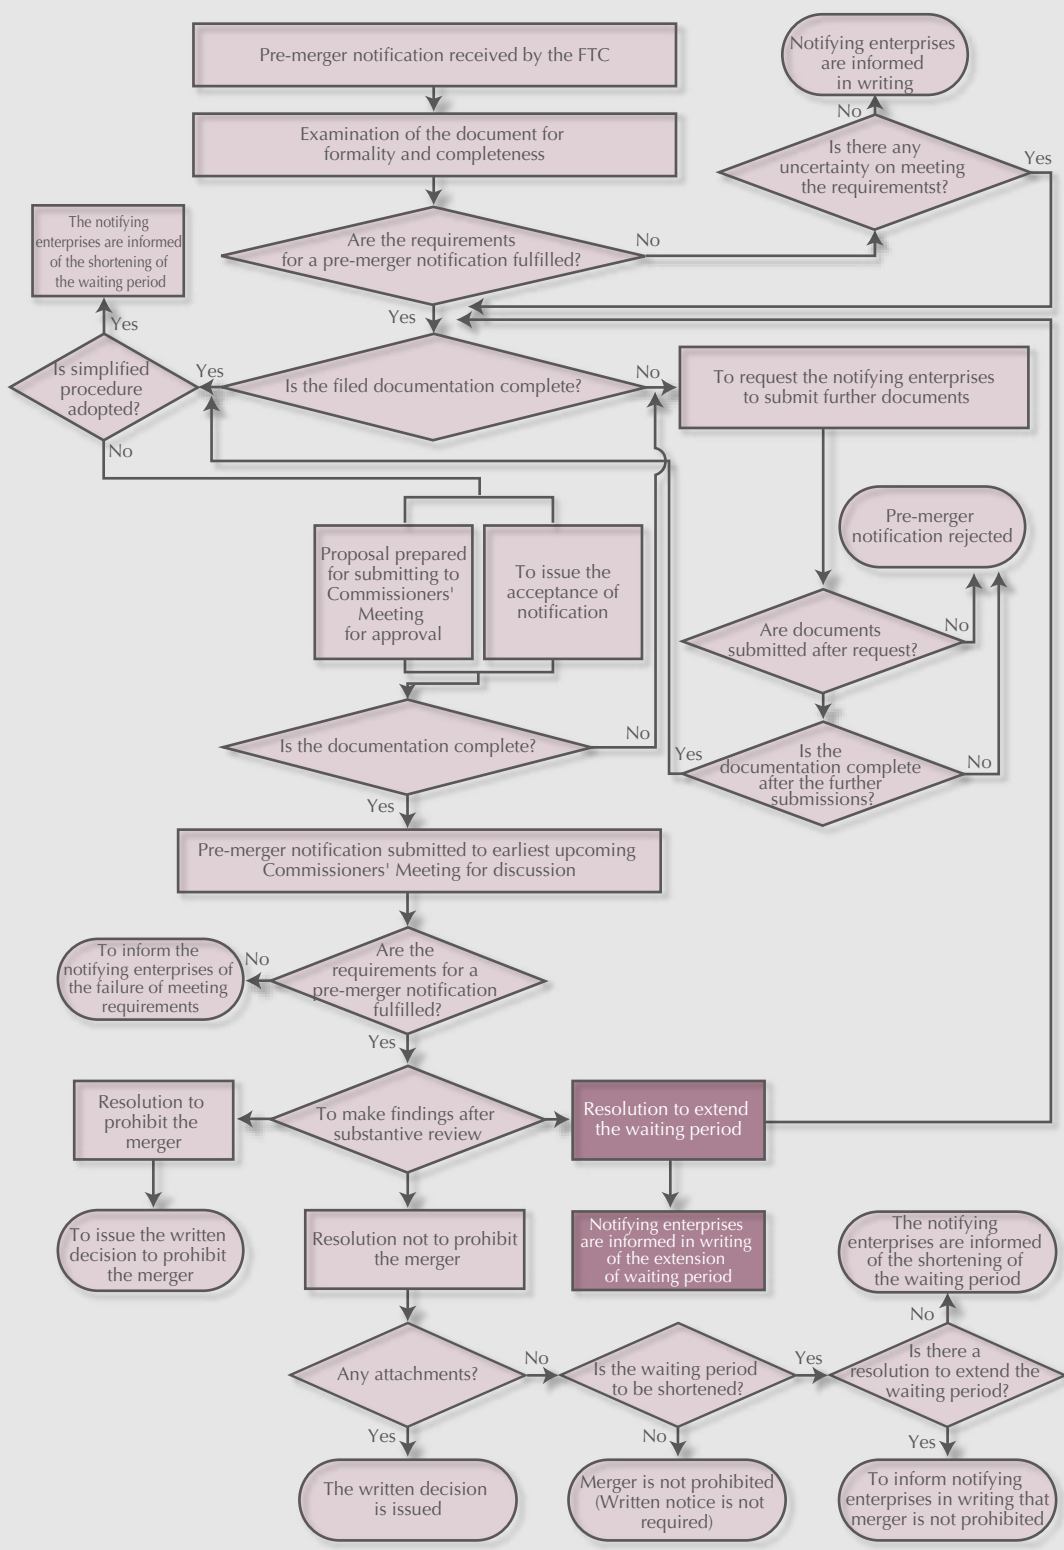 Pre-merger notification received by the FTC
Notifying enterprises
are informed
in writing
No
Examination of the document for
formality and completeness
Is there any
uncertainty on meeting
the requirementst?
Yes
The notifying
enterprises are informed
of the shortening of
the waiting period
Are the requirements
for a pre-merger notification fulfilled?
No
Yes
Yes
Is simplified
procedure
adopted?
Yes
Is the filed documentation complete?
No
To request the notifying enterprises
to submit further documents
No
Pre-merger
notification rejected
Proposal prepared
for submitting to
Commissioners'
Meeting
for approval
To issue the
acceptance of
notification
Are documents
submitted after request?
No
Is the documentation complete?
No
Yes
Is the
documentation complete
after the further
submissions?
No
Yes
Pre-merger notification submitted to earliest upcoming
Commissioners' Meeting for discussion
To inform the
notifying enterprises of
the failure of meeting
requirements
No
Are the
requirements for a
pre-merger notification
fulfilled?
Yes
Resolution to
prohibit the
merger
To make findings after
substantive review
Resolution to extend
the waiting period
To issue the written
decision to prohibit
the merger
Resolution not to prohibit
the merger
Notifying enterprises
are informed in writing
of the extension
of waiting period
The notifying
enterprises are informed
of the shortening of
the waiting period
No
Any attachments?
No
Is the waiting period
to be shortened?
Yes
Is there a
resolution to extend the
waiting period?
Yes
No
Yes
The written decision
is issued
Merger is not prohibited
(Written notice is not
required)
To inform notifying
enterprises in writing that
merger is not prohibited